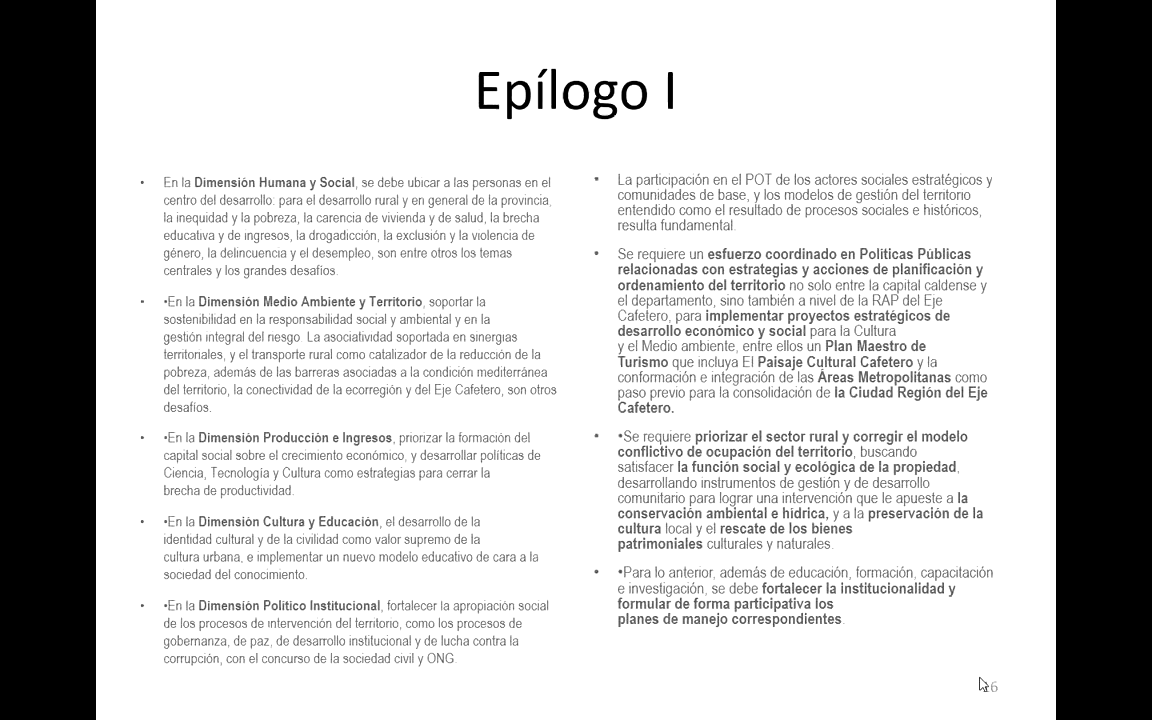 Epílogo I
• En la Dimensión Humana y Social, se debe ubicar a las personas en el
centro del desarrollo: para el desarrollo rural y en general de la provincia,
la inequidad y la pobreza, la carencia de vivienda y de salud, la brecha
educativa y de ingresos, la drogadicción, la exclusión y la violencia de
género, la delincuencia y el desempleo, son entre otros los temas
centrales y los grandes desafíos.
• •En la Dimensión Medio Ambiente y Territorio, soportar la
sostenibilidad en la responsabilidad social y ambiental y en la
gestión integral del riesgo. La asociatividad soportada en sinergias
territoriales, y el transporte rural como catalizador de la reducción de la
pobreza, además de las barreras asociadas a la condición mediterránea
del territorio, la conectividad de la ecorregión y del Eje Cafetero, son otros
desafíos.
• •En la Dimensión Producción e Ingresos, priorizar la formación del
capital social sobre el crecimiento económico, y desarrollar políticas de
Ciencia, Tecnología y Cultura como estrategias para cerrar la
brecha de productividad.
• •En la Dimensión Cultura y Educación, el desarrollo de la
identidad cultural y de la civilidad como valor supremo de la
cultura urbana, e implementar un nuevo modelo educativo de cara a la
sociedad del conocimiento.
• •En la Dimensión Político Institucional, fortalecer la apropiación social
de los procesos de intervención del territorio, como los procesos de
gobernanza, de paz, de desarrollo institucional y de lucha contra la
corrupción, con el concurso de la sociedad civil y ONG.
• La participación en el POT de los actores sociales estratégicos y
comunidades de base, y los modelos de gestión del territorio
entendido como el resultado de procesos sociales e históricos,
resulta fundamental.
• Se requiere un esfuerzo coordinado en Políticas Públicas
relacionadas con estrategias y acciones de planificación y
ordenamiento del territorio no solo entre la capital caldense y
el departamento, sino también a nivel de la RAP del Eje
Cafetero, para implementar proyectos estratégicos de
desarrollo económico y social para la Cultura
y el Medio ambiente, entre ellos un Plan Maestro de
Turismo que incluya El Paisaje Cultural Cafetero y la
conformación e integración de las Áreas Metropolitanas como
paso previo para la consolidación de la Ciudad Región del Eje
Cafetero.
• •Se requiere priorizar el sector rural y corregir el modelo
conflictivo de ocupación del territorio, buscando
satisfacer la función social y ecológica de la propiedad,
desarrollando instrumentos de gestión y de desarrollo
comunitario para lograr una intervención que le apueste a la
conservación ambiental e hídrica, y a la preservación de la
cultura local y el rescate de los bienes
patrimoniales culturales y naturales.
• •Para lo anterior, además de educación, formación, capacitación
e investigación, se debe fortalecer la institucionalidad y
formular de forma participativa los
planes de manejo correspondientes.